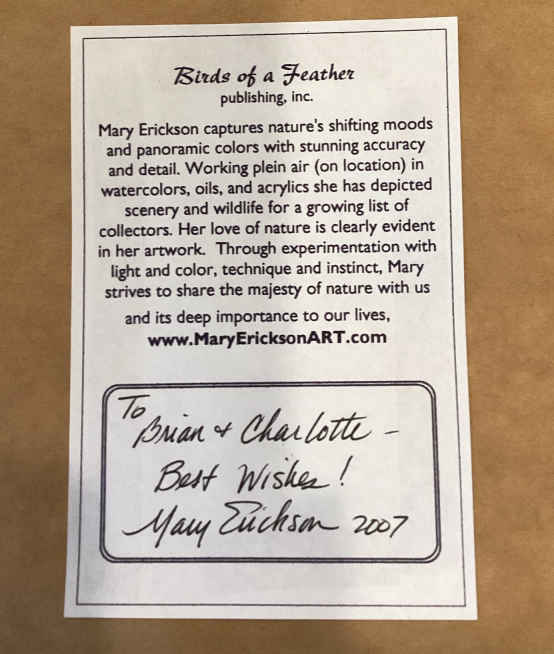 Birds of a Feather
publishing, inc.
Mary Erickson captures nature's shifting moods
and panoramic colors with stunning accuracy
and detail. Working plein air (on location) in
watercolors, oils, and acrylics she has depicted
scenery and wildlife for a growing list of
collectors. Her love of nature is clearly evident
in her artwork. Through experimentation with
light and color, technique and instinct, Mary
strives to share the majesty of nature with us
and its deep importance to our lives,
www.MaryEricksonART.com
To
Brian & Charlotte -
Best Wishes!
Mary Erickson 2007